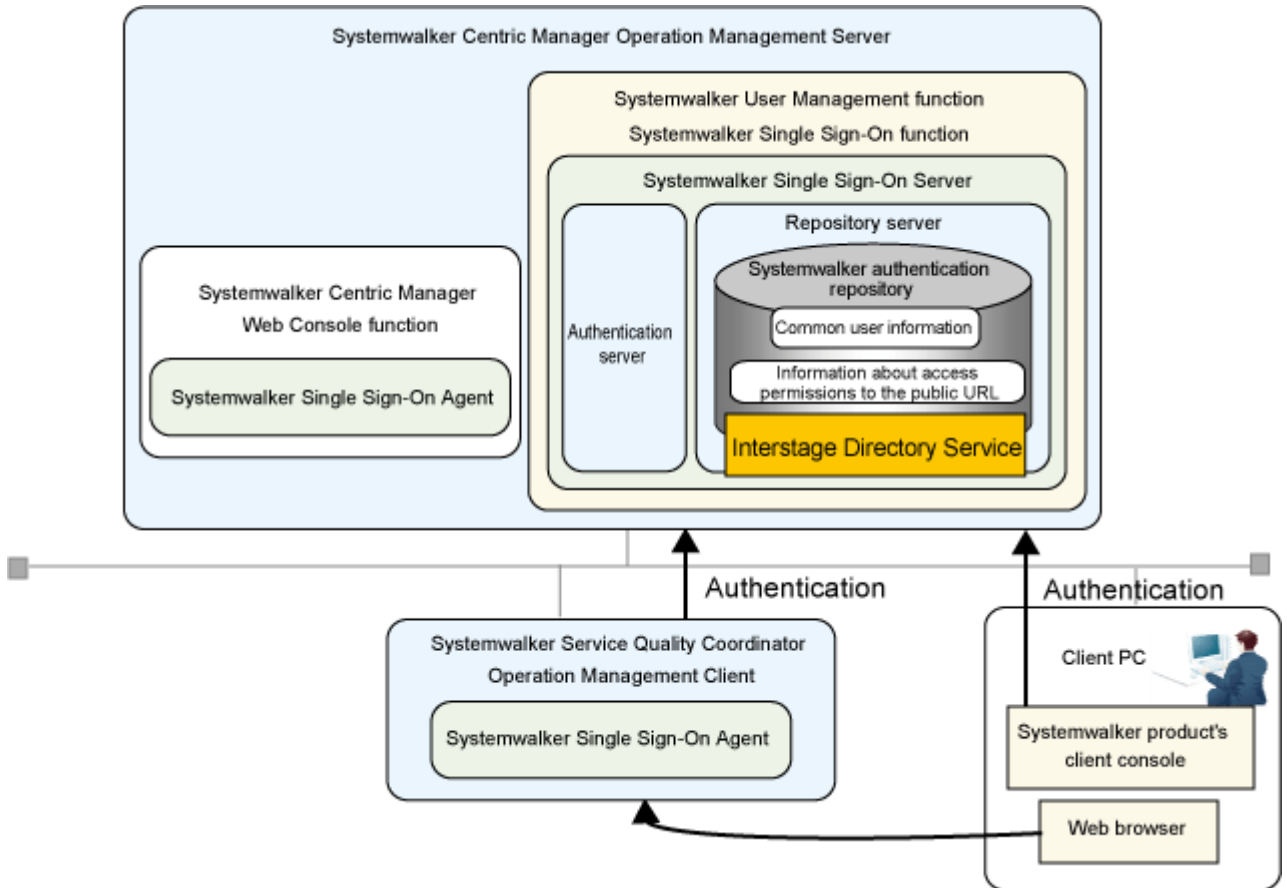 Systemwalker Centric Manager Operation Management Server
Systemwalker User Management function
Systemwalker Single Sign-On function
Systemwalker Single Sign-On Server
Authentication
server
Repository server
Systemwalker authentication
repository
Common user information
Information about access
permissions to the public URL
Interstage Directory Service
Systemwalker Centric Manager
Web Console function
Systemwalker Single Sign-On Agent
Authentication
Authentication
Systemwalker Service Quality Coordinator
Operation Management Client
Systemwalker Single Sign-On Agent
Client PC
Systemwalker product's
client console
Web browser